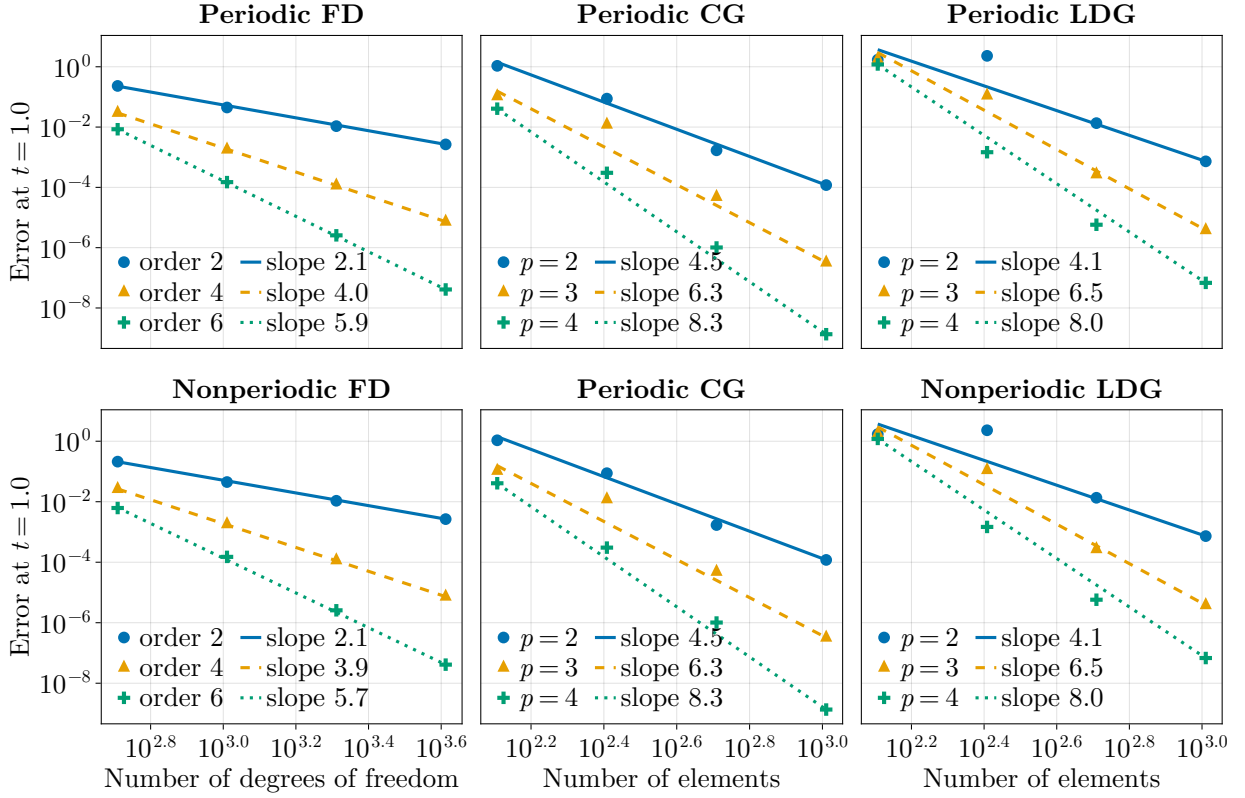 Periodic FD
Periodic CG
Periodic LDG
Error at t = 1.0
10^0
10^−2
10^−4
10^−6
10^−8
order 2 slope 2.1
order 4 slope 4.0
order 6 slope 5.9
p = 2 slope 4.5
p = 3 slope 6.3
p = 4 slope 8.3
p = 2 slope 4.1
p = 3 slope 6.5
p = 4 slope 8.0
Nonperiodic FD
Periodic CG
Nonperiodic LDG
Error at t = 1.0
10^0
10^−2
10^−4
10^−6
10^−8
order 2 slope 2.1
order 4 slope 3.9
order 6 slope 5.7
p = 2 slope 4.5
p = 3 slope 6.3
p = 4 slope 8.3
p = 2 slope 4.1
p = 3 slope 6.5
p = 4 slope 8.0
10^2.8 10^3.0 10^3.2 10^3.4 10^3.6
10^2.2 10^2.4 10^2.6 10^2.8 10^3.0
10^2.2 10^2.4 10^2.6 10^2.8 10^3.0
Number of degrees of freedom
Number of elements
Number of elements